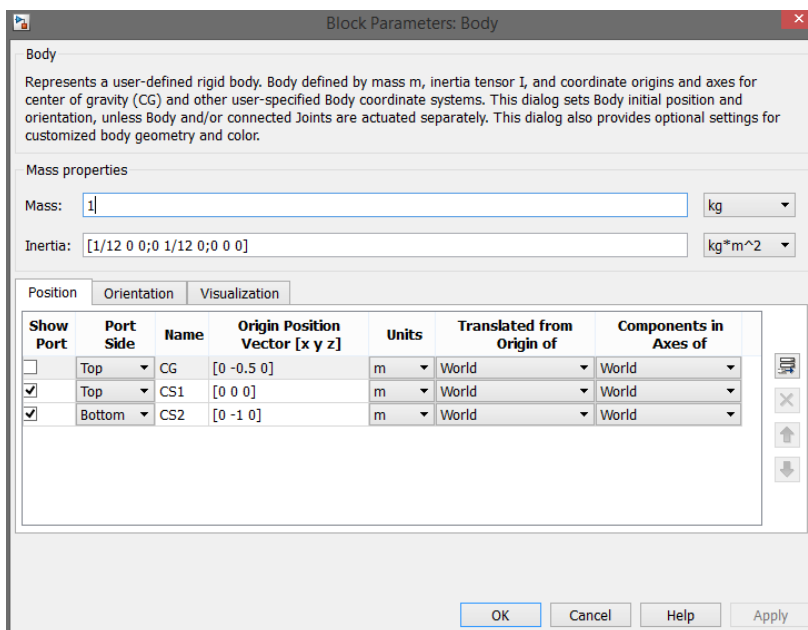 Block Parameters: Body
Body
Represents a user-defined rigid body. Body defined by mass m, inertia tensor I, and coordinate origins and axes for
center of gravity (CG) and other user-specified Body coordinate systems. This dialog sets Body initial position and
orientation, unless Body and/or connected Joints are actuated separately. This dialog also provides optional settings for
customized body geometry and color.
Mass properties
Mass: 1 kg
Inertia: [1/12 0 0;0 1/12 0;0 0 0] kg*m^2
Position Orientation Visualization
Show Port Port Side Name Origin Position Vector [x y z] Units Translated from Origin of Components in Axes of
Top CG [0 -0.5 0] m World World
Top CS1 [0 0 0] m World World
Bottom CS2 [0 -1 0] m World World
OK Cancel Help Apply